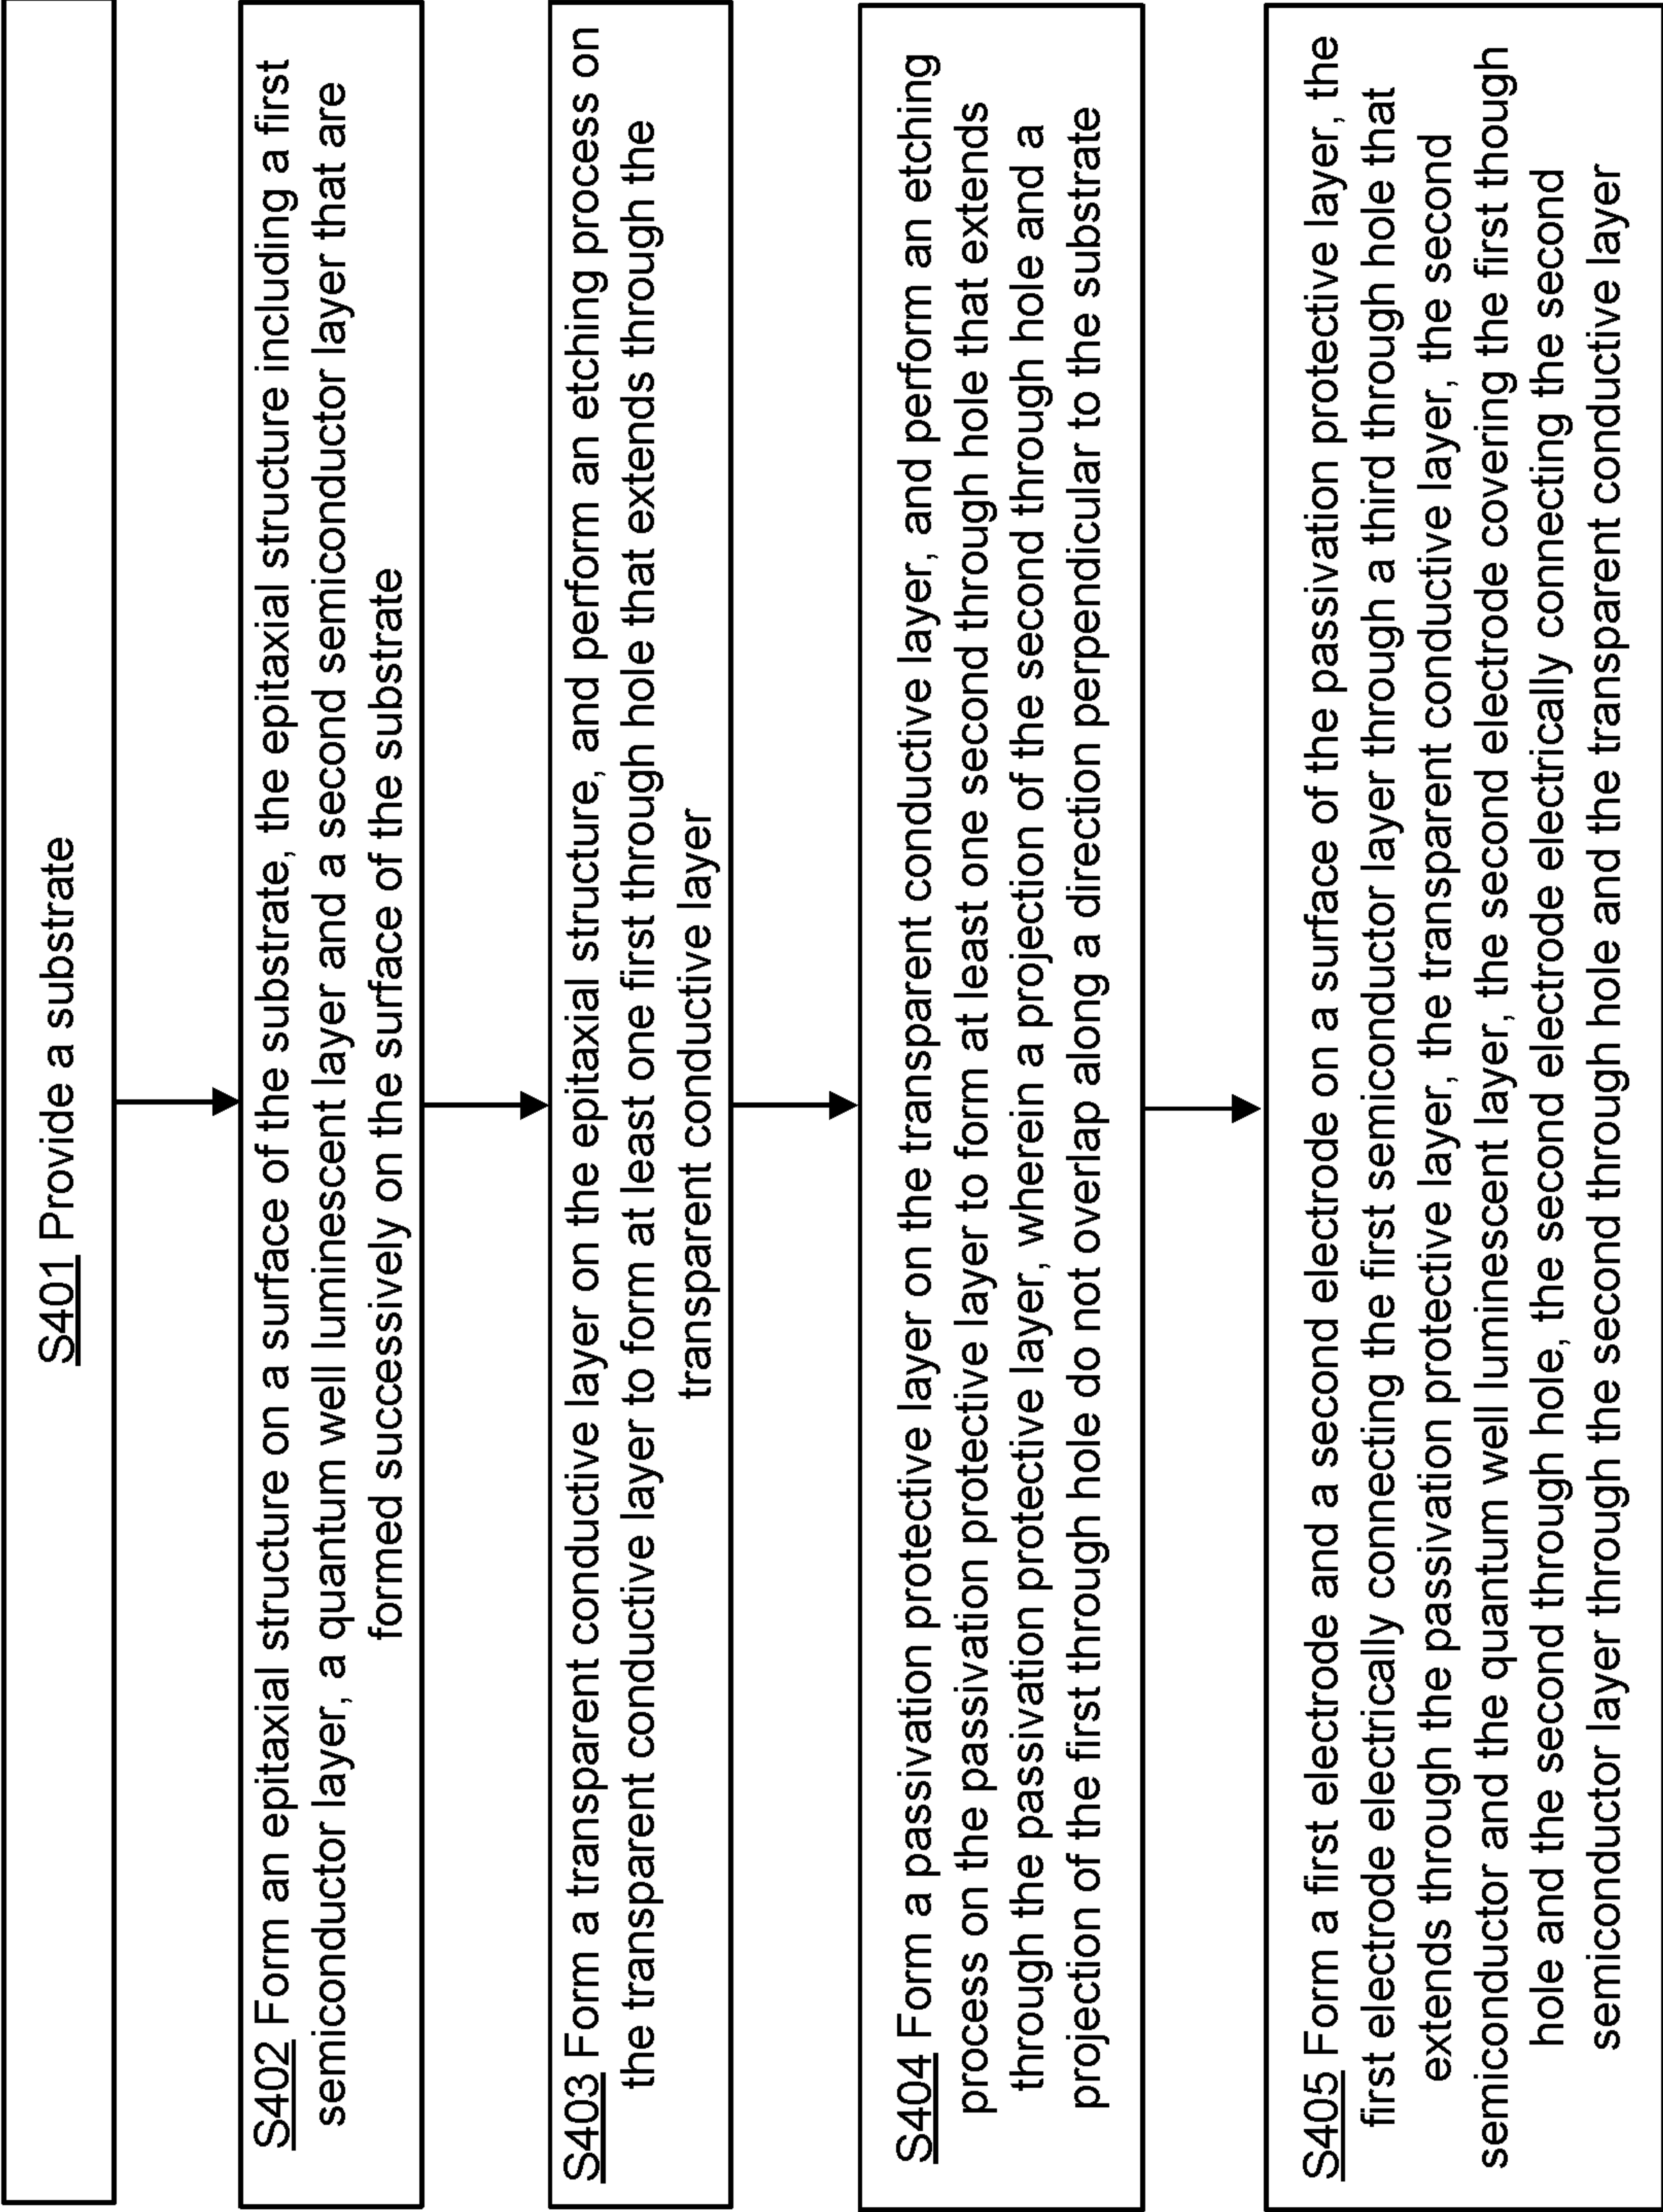 S401 Provide a substrate
S402 Form an epitaxial structure on a surface of the substrate, the epitaxial structure including a first
semiconductor layer, a quantum well luminescent layer and a second semiconductor layer that are
formed successively on the surface of the substrate
S403 Form a transparent conductive layer on the epitaxial structure, and perform an etching process on
the transparent conductive layer to form at least one first through hole that extends through the
transparent conductive layer
S404 Form a passivation protective layer on the transparent conductive layer, and perform an etching
process on the passivation protective layer to form at least one second through hole that extends
through the passivation protective layer, wherein a projection of the second through hole and a
projection of the first through hole do not overlap along a direction perpendicular to the substrate
S405 Form a first electrode and a second electrode on a surface of the passivation protective layer, the
first electrode electrically connecting the first semiconductor layer through a third through hole that
extends through the passivation protective layer, the transparent conductive layer, the second
semiconductor and the quantum well luminescent layer, the second electrode covering the first though
hole and the second through hole, the second electrode electrically connecting the second
semiconductor layer through the second through hole and the transparent conductive layer